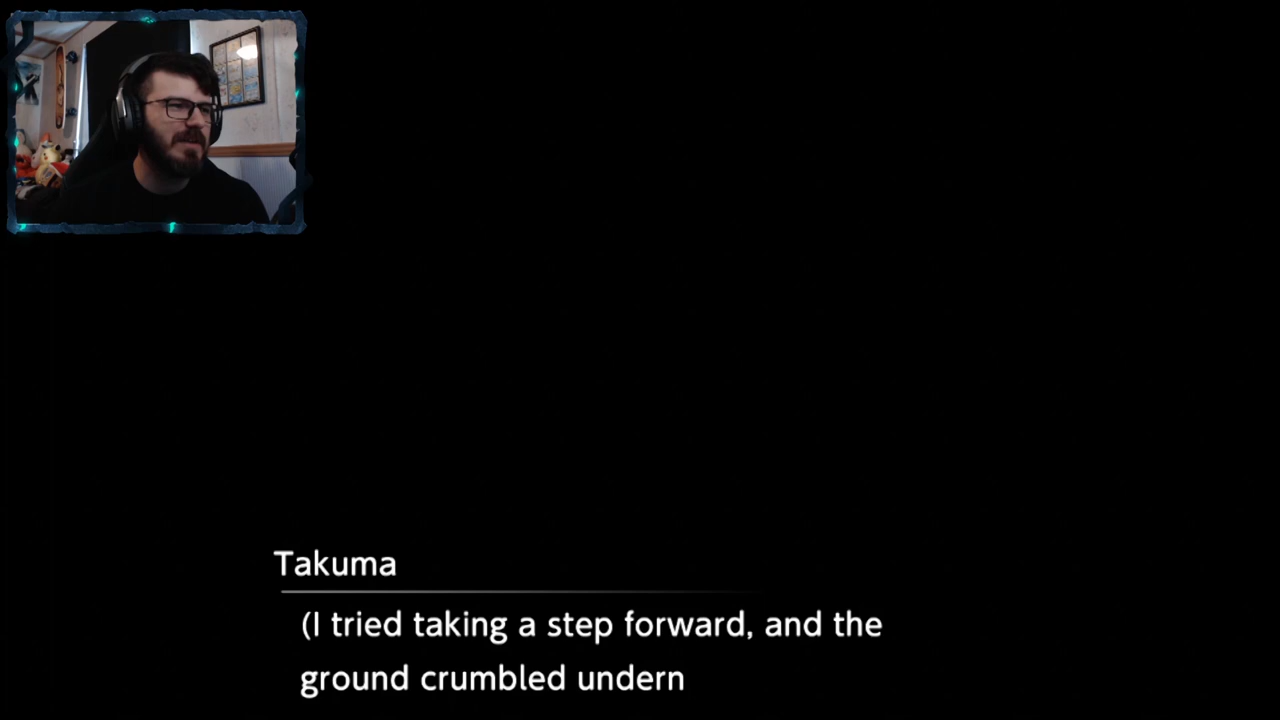 Takuma
(I tried taking a step forward, and the
ground crumbled undern